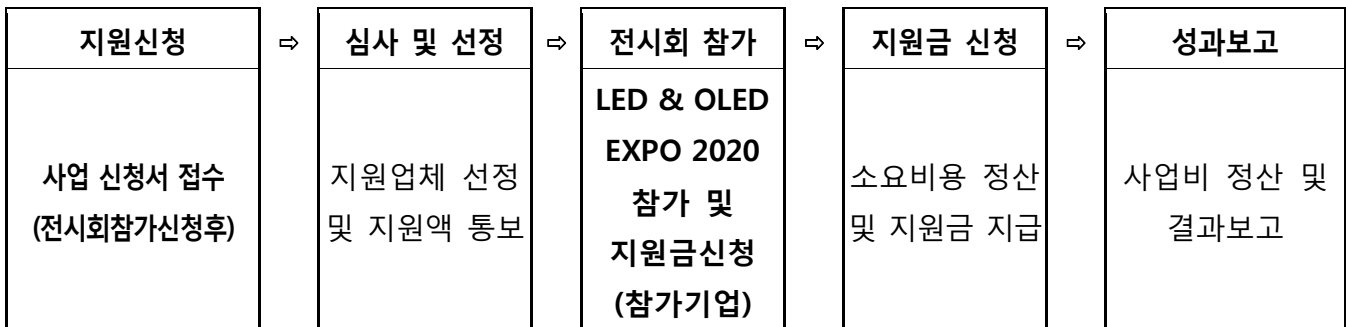 지원신청 ⇨ 심사 및 선정 ⇨ 전시회 참가 ⇨ 지원금 신청 ⇨ 성과보고
사업 신청서 접수
(전시회참가신청후)
지원업체 선정
및 지원액 통보
LED & OLED
EXPO 2020
참가 및
지원금신청
(참가기업)
소요비용 정산
및 지원금 지급
사업비 정산 및
결과보고